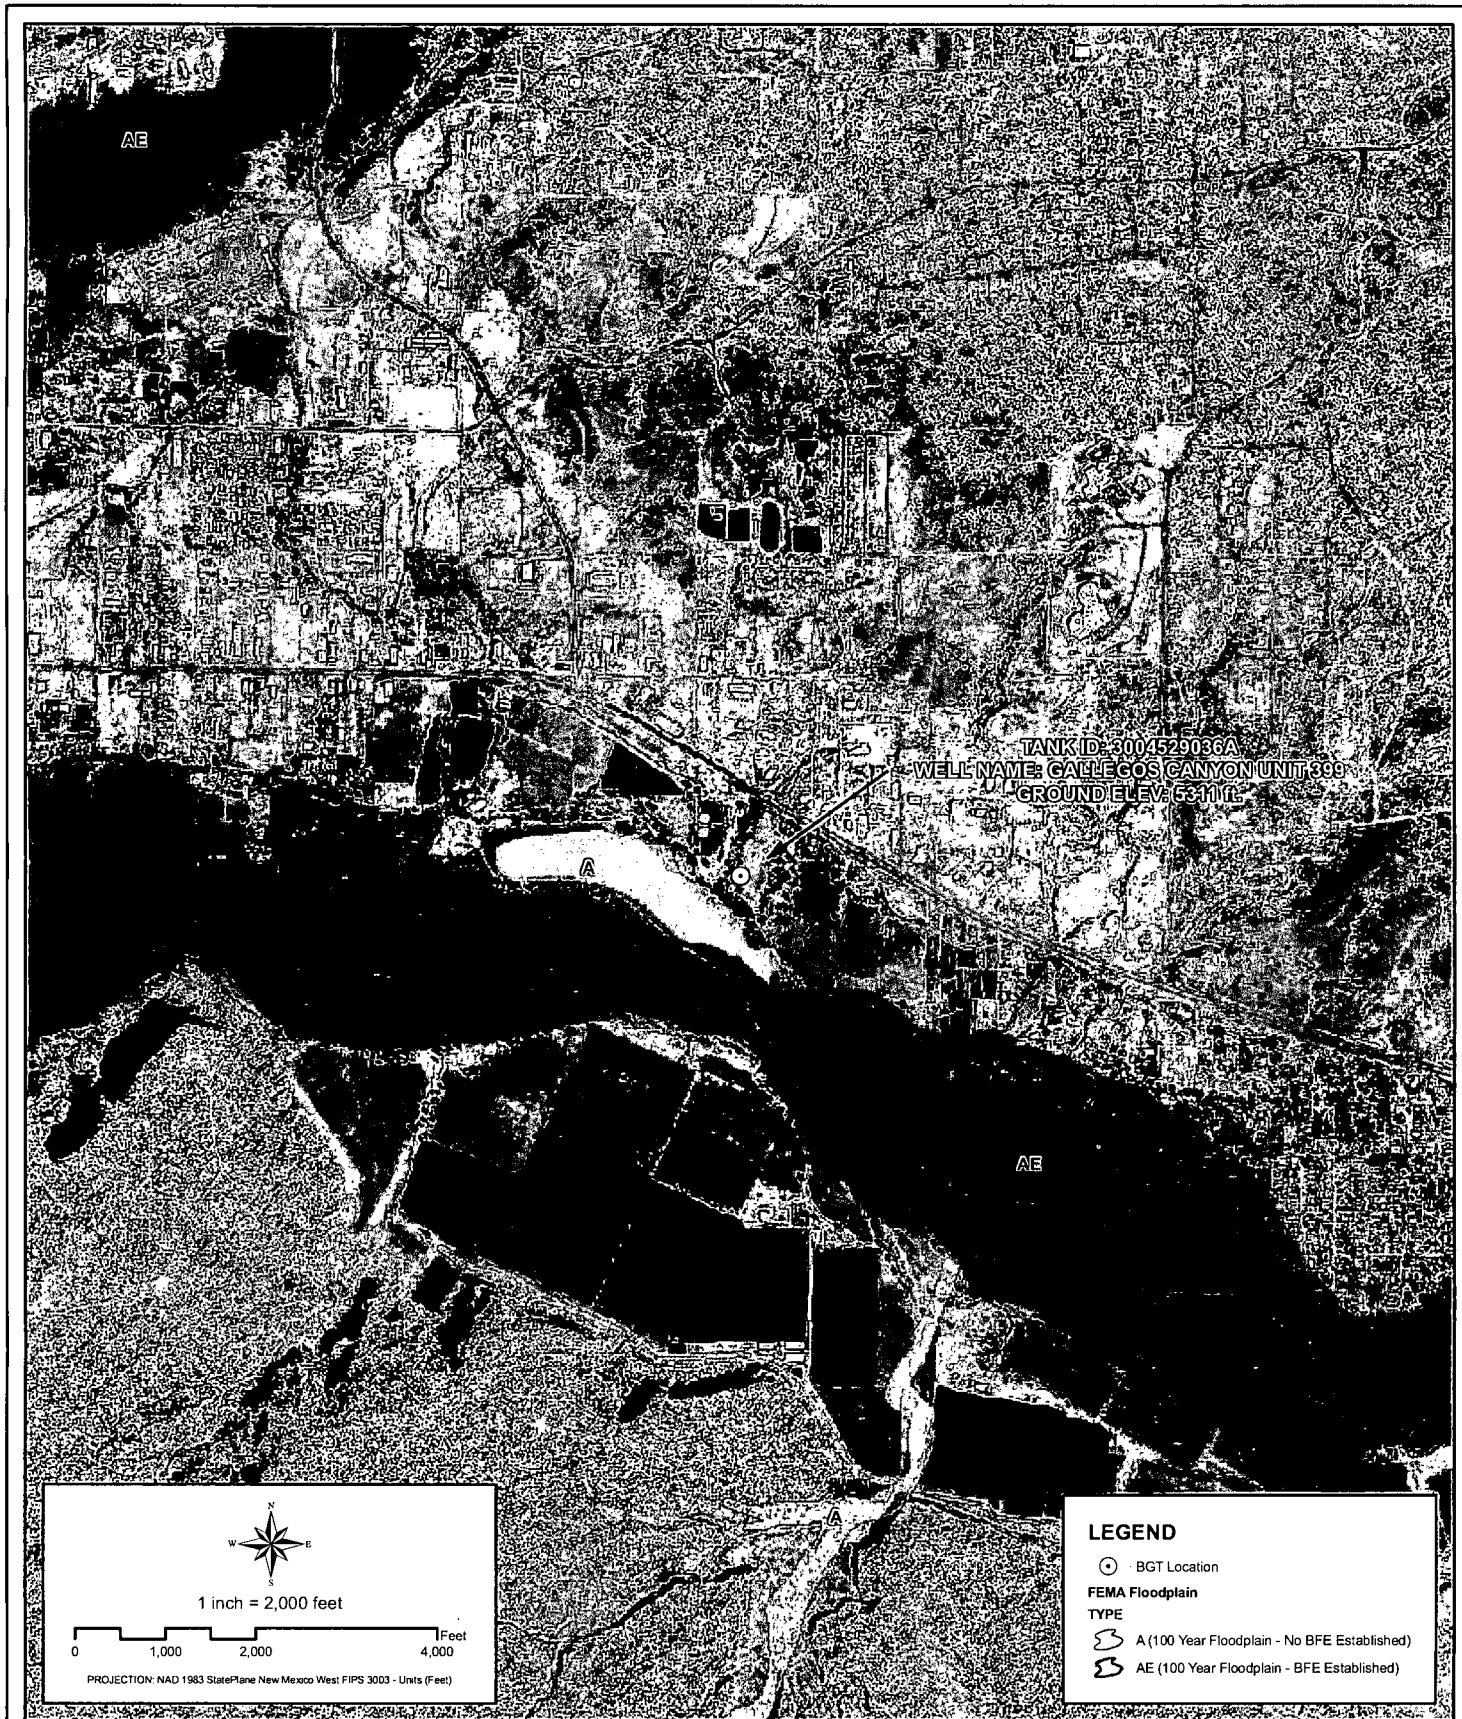 AE
TANK ID: 3004529036A
WELL NAME: GALLEGOS CANYON UNIT 399
GROUND ELEV: 5311 ft.
A
AE
A
N
W E
S
1 inch = 2,000 feet
Feet
0 1,000 2,000 4,000
PROJECTION: NAD 1983 StatePlane New Mexico West FIPS 3003 - Units (Feet)
LEGEND
BGT Location
FEMA Floodplain
TYPE
A (100 Year Floodplain - No BFE Established)
AE (100 Year Floodplain - BFE Established)